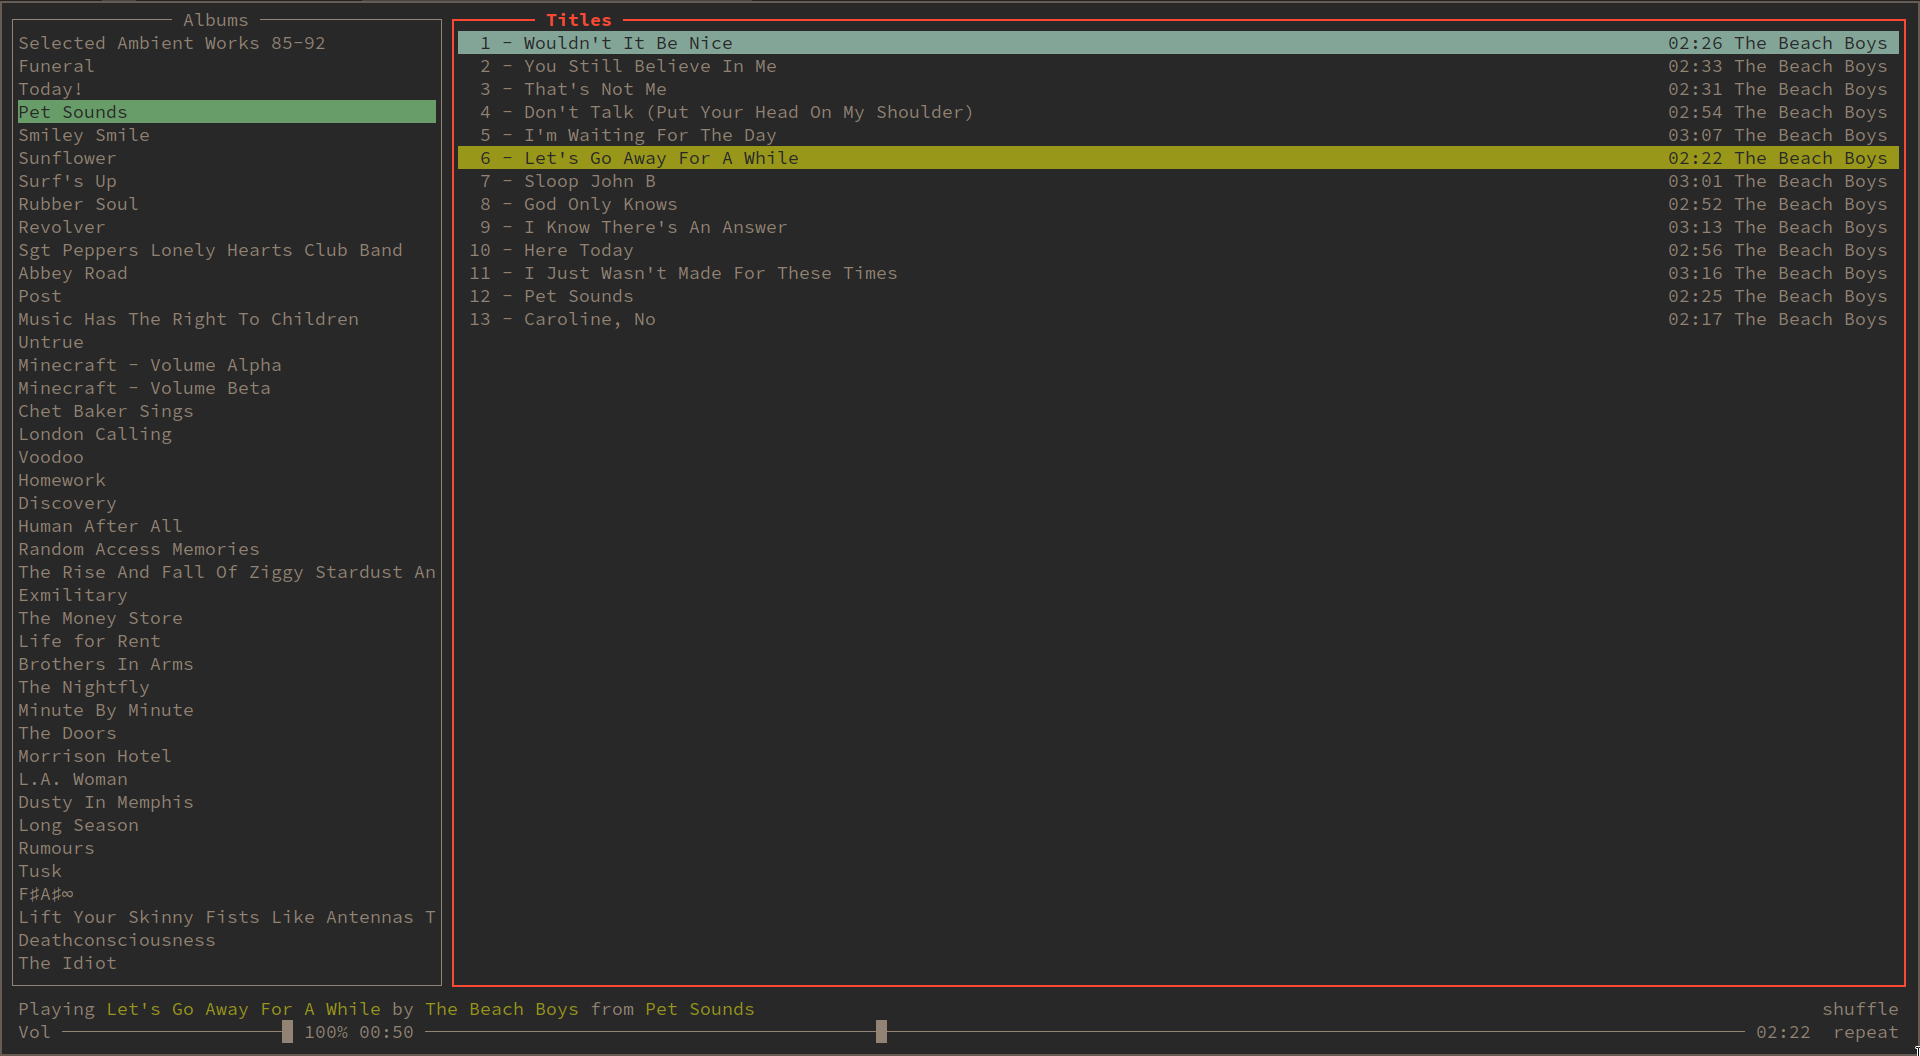 Albums
Selected Ambient Works 85-92
Funeral
Today!
Pet Sounds
Smiley Smile
Sunflower
Surf's Up
Rubber Soul
Revolver
Sgt Peppers Lonely Hearts Club Band
Abbey Road
Post
Music Has The Right To Children
Untrue
Minecraft - Volume Alpha
Minecraft - Volume Beta
Chet Baker Sings
London Calling
Voodoo
Homework
Discovery
Human After All
Random Access Memories
The Rise And Fall Of Ziggy Stardust An
Exmilitary
The Money Store
Life for Rent
Brothers In Arms
The Nightfly
Minute By Minute
The Doors
Morrison Hotel
L.A. Woman
Dusty In Memphis
Long Season
Rumours
Tusk
F♯A♯∞
Lift Your Skinny Fists Like Antennas T
Deathconsciousness
The Idiot
Titles
1 - Wouldn't It Be Nice 02:26 The Beach Boys
2 - You Still Believe In Me 02:33 The Beach Boys
3 - That's Not Me 02:31 The Beach Boys
4 - Don't Talk (Put Your Head On My Shoulder) 02:54 The Beach Boys
5 - I'm Waiting For The Day 03:07 The Beach Boys
6 - Let's Go Away For A While 02:22 The Beach Boys
7 - Sloop John B 03:01 The Beach Boys
8 - God Only Knows 02:52 The Beach Boys
9 - I Know There's An Answer 03:13 The Beach Boys
10 - Here Today 02:56 The Beach Boys
11 - I Just Wasn't Made For These Times 03:16 The Beach Boys
12 - Pet Sounds 02:25 The Beach Boys
13 - Caroline, No 02:17 The Beach Boys
Playing Let's Go Away For A While by The Beach Boys from Pet Sounds shuffle
Vol 100% 00:50 02:22 repeat